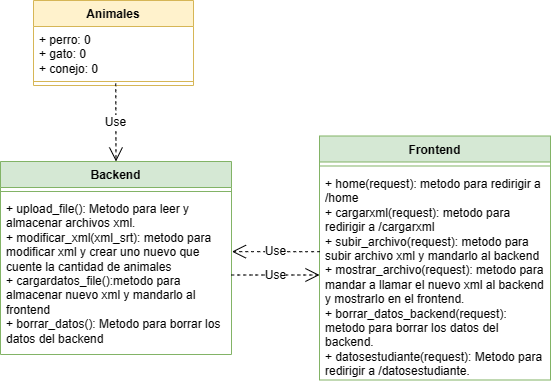 Animales
+ perro: 0
+ gato: 0
+ conejo: 0
Use
Backend
+ upload_file(): Metodo para leer y
almacenar archivos xml.
+ modificar_xml(xml_srt): metodo para
modificar xml y crear uno nuevo que
cuente la cantidad de animales
+ cargardatos_file():metodo para
almacenar nuevo xml y mandarlo al
frontend
+ borrar_datos(): Metodo para borrar los
datos del backend
Use
Use
Frontend
+ home(request): metodo para redirigir a
/home
+ cargarxml(request): metodo para
redirigir a /cargarxml
+ subir_archivo(request): metodo para
subir archivo xml y mandarlo al backend
+ mostrar_archivo(request): metodo para
mandar a llamar el nuevo xml al backend
y mostrarlo en el frontend.
+ borrar_datos_backend(request):
metodo para borrar los datos del
backend.
+ datosestudiante(request): Metodo para
redirigir a /datosestudiante.